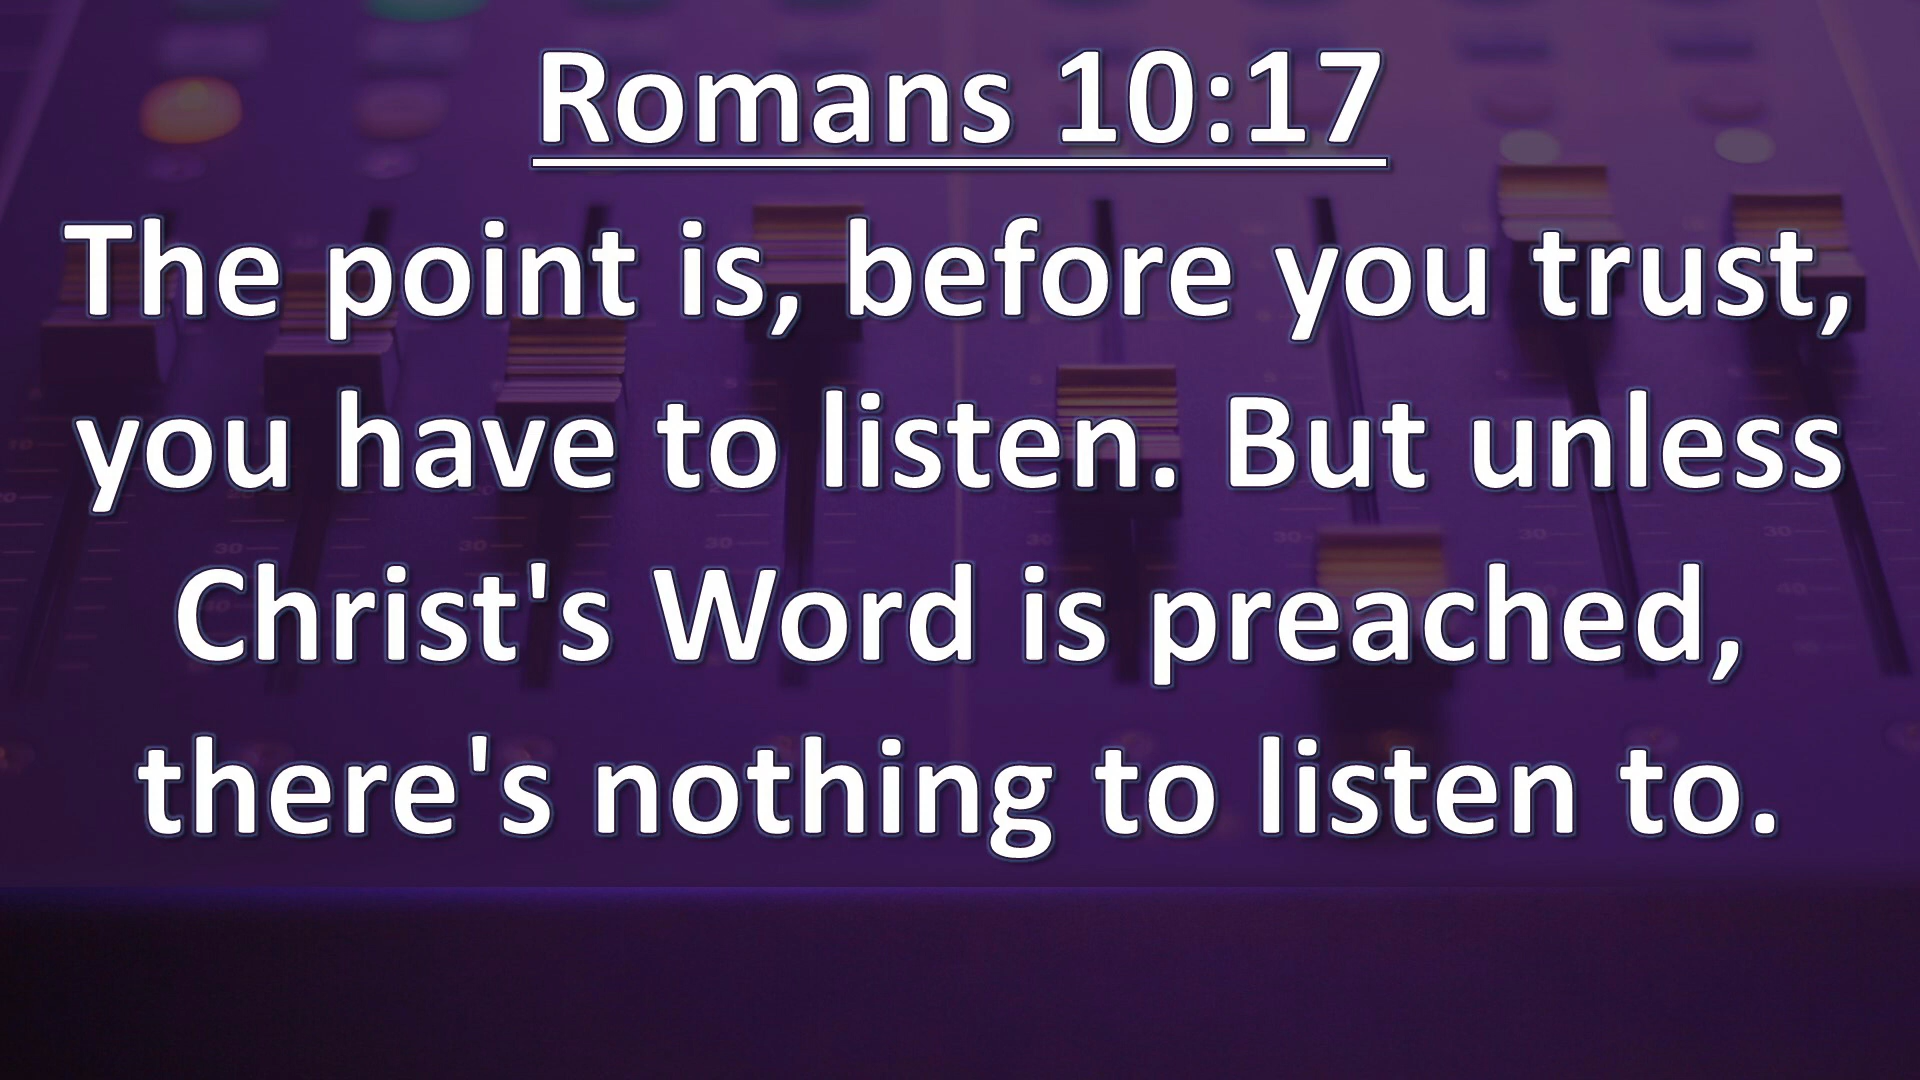 Romans 10:17
The point is, before you trust,
you have to listen. But unless
Christ's Word is preached,
there's nothing to listen to.